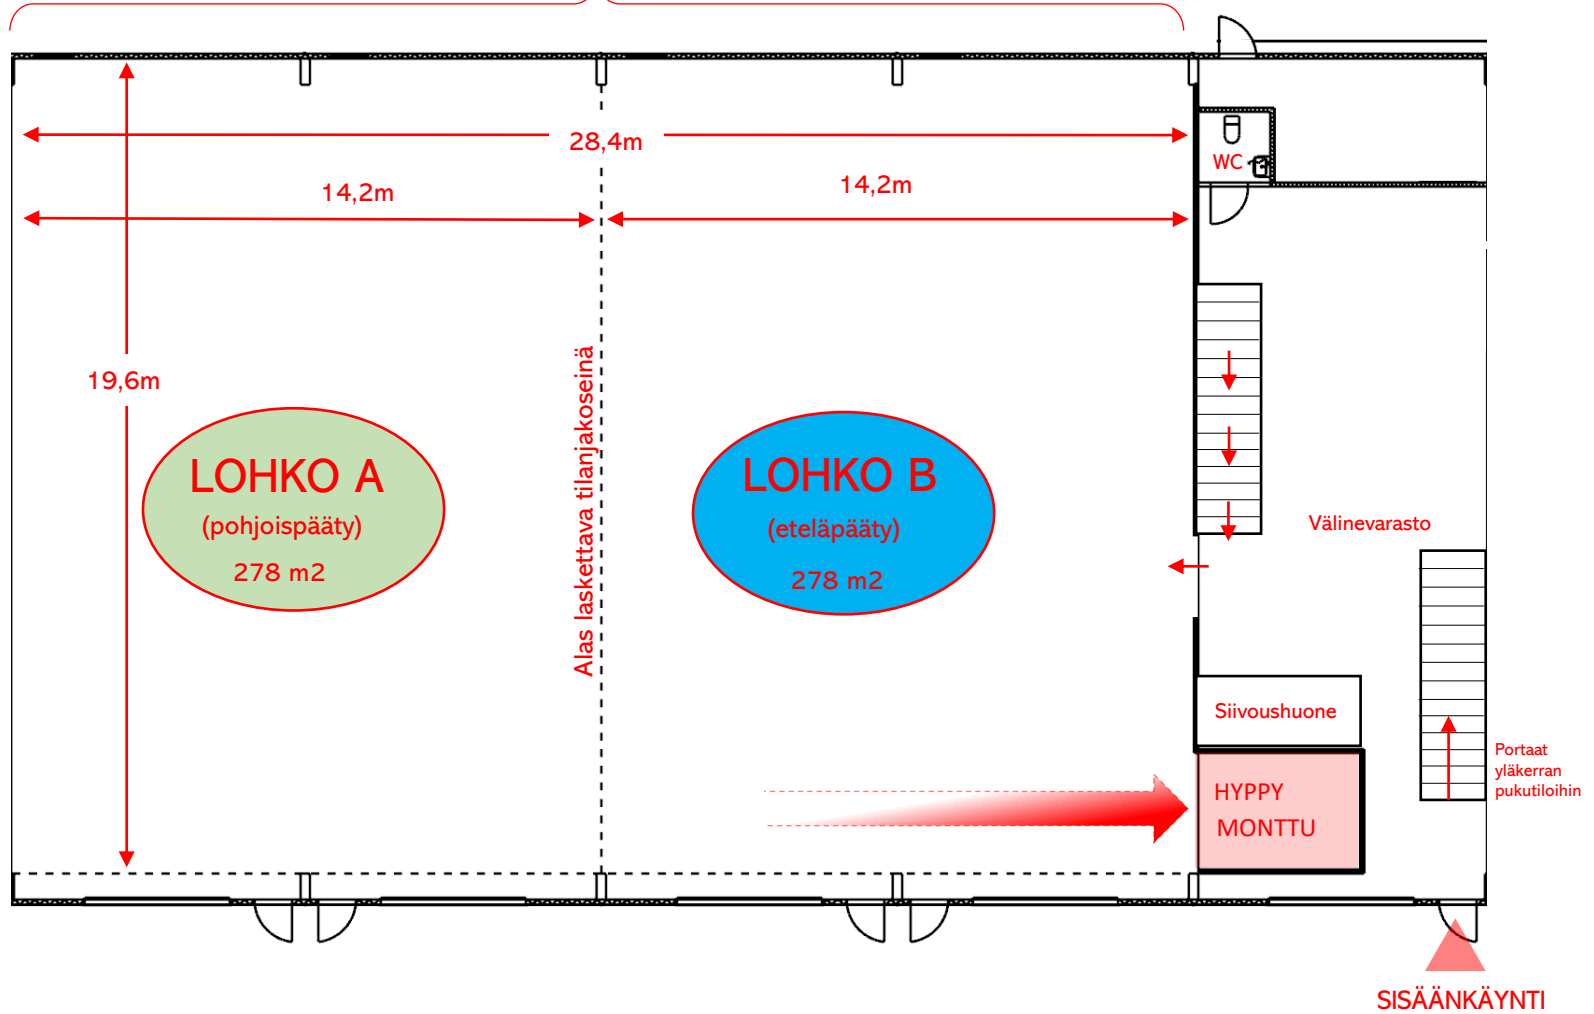 28,4m
WC
14,2m
14,2m
19,6m
Alas laskettava tilanjakoseinä
LOHKO A
(pohjoispääty)
278 m2
LOHKO B
(eteläpääty)
278 m2
Välinevarasto
Siivoushuone
Portaat
yläkerran
pukutiloihin
HYPPY
MONTTU
SISÄÄNKÄYNTI